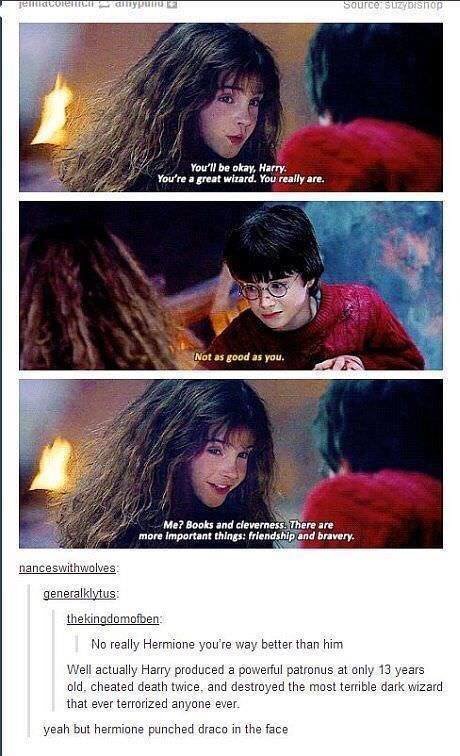 Source: suzybishop
You'll be okay, Harry.
You're a great wizard. You really are.
Not as good as you.
Me? Books and cleverness. There are
more important things: friendship and bravery.
nanceswithwolves:
generalklytus:
thekingdomofben:
No really Hermione you're way better than him
Well actually Harry produced a powerful patronus at only 13 years
old, cheated death twice, and destroyed the most terrible dark wizard
that ever terrorized anyone ever.
yeah but hermione punched draco in the face